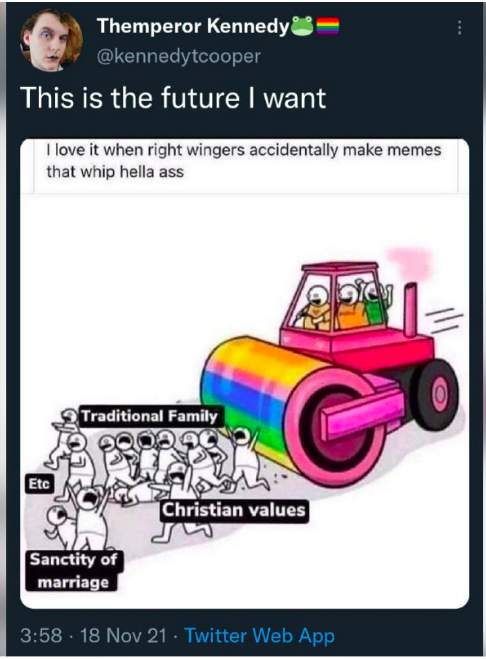 Themperor Kennedy🐸🏳️‍🌈
@kennedytcooper
This is the future I want
I love it when right wingers accidentally make memes
that whip hella ass
Traditional Family
Etc
Christian values
Sanctity of
marriage
3:58 · 18 Nov 21 · Twitter Web App